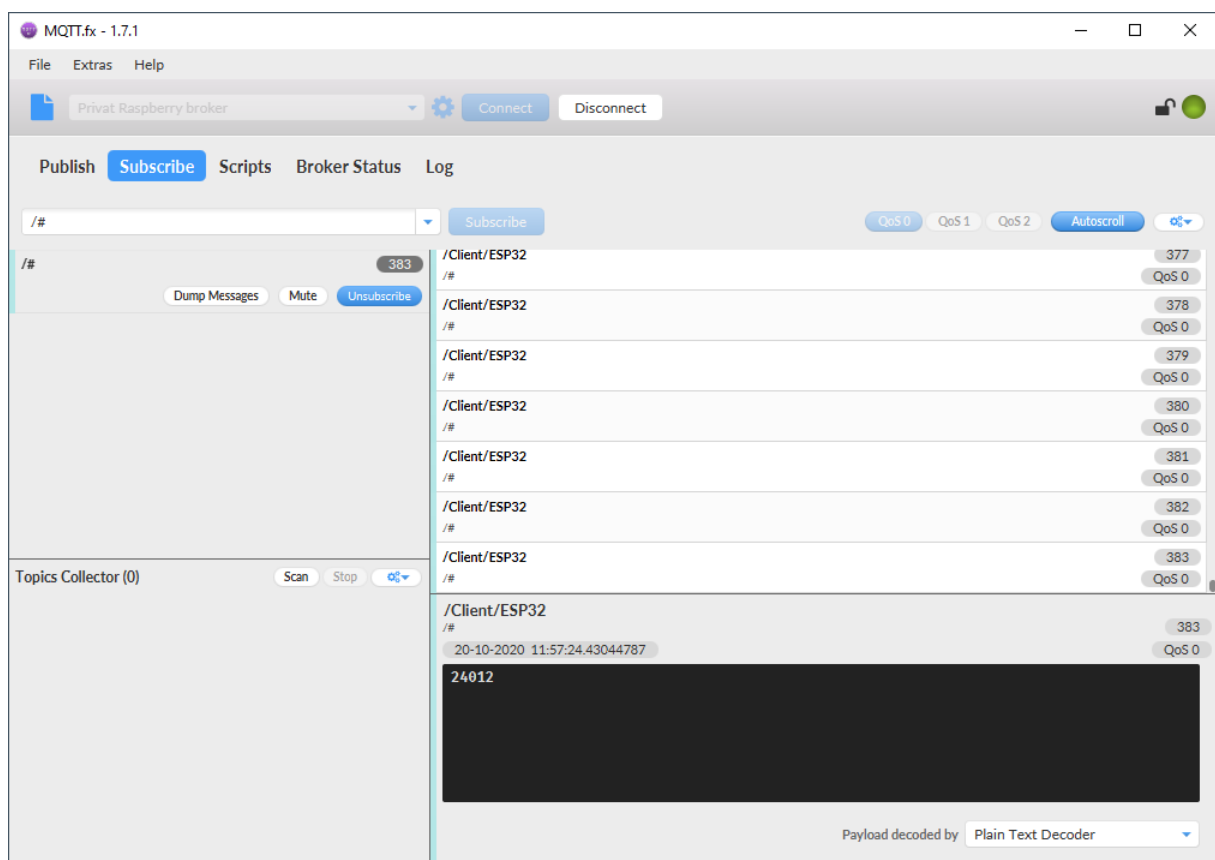 MQTT.fx - 1.7.1
File Extras Help
Privat Raspberry broker Connect Disconnect
Publish Subscribe Scripts Broker Status Log
/# Subscribe QoS 0 QoS 1 QoS 2 Autoscroll
/# 383
Dump Messages Mute Unsubscribe
/Client/ESP32 377
/# QoS 0
/Client/ESP32 378
/# QoS 0
/Client/ESP32 379
/# QoS 0
/Client/ESP32 380
/# QoS 0
/Client/ESP32 381
/# QoS 0
/Client/ESP32 382
/# QoS 0
/Client/ESP32 383
/# QoS 0
Topics Collector (0) Scan Stop
/Client/ESP32
/# 383
20-10-2020 11:57:24.43044787 QoS 0
24012
Payload decoded by Plain Text Decoder